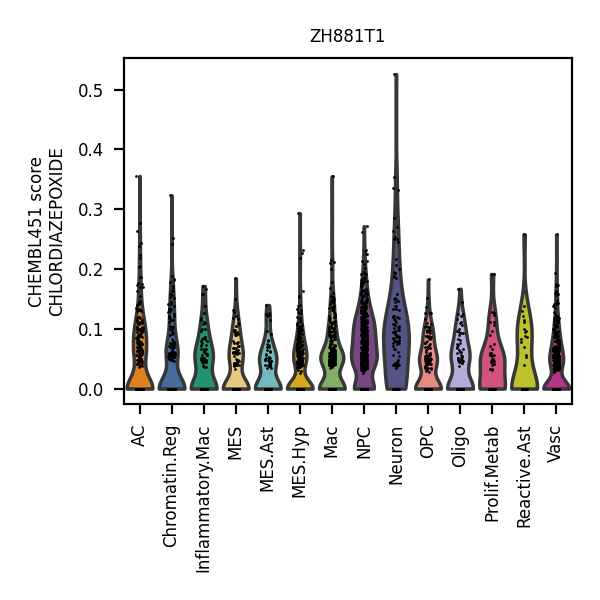 ZH881T1
CHEMBL451 score
CHLORDIAZEPOXIDE
0.5
0.4
0.3
0.2
0.1
0.0
AC
Chromatin.Reg
Inflammatory.Mac
MES
MES.Ast
MES.Hyp
Mac
NPC
Neuron
OPC
Oligo
Prolif.Metab
Reactive.Ast
Vasc